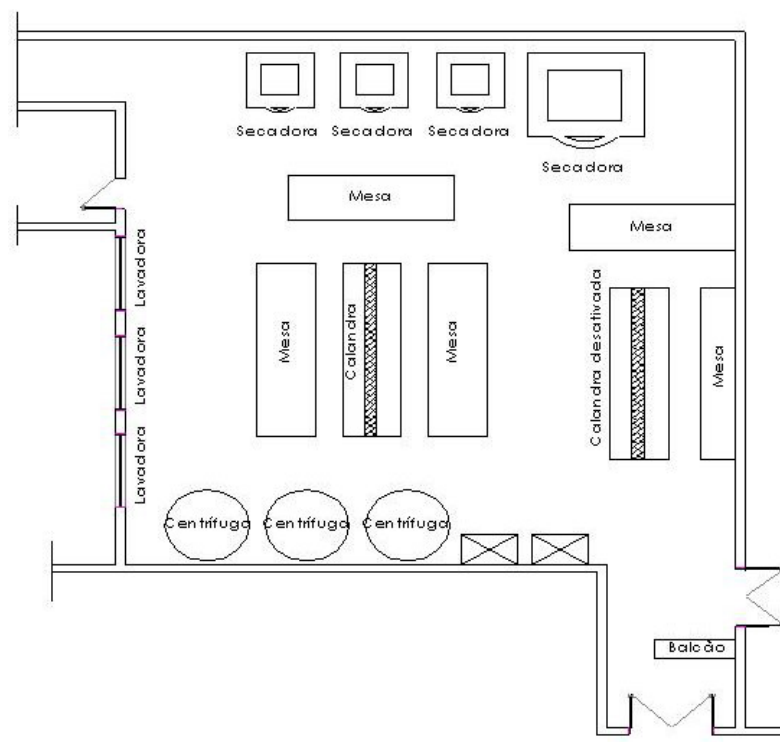 Secadora
Secadora
Secadora
Secadora
Mesa
Mesa
Lavadora
Lavadora
Lavadora
Mesa
Calandra
Mesa
Calandra desativada
Mesa
Centrífuga
Centrífuga
Centrífuga
Balcão